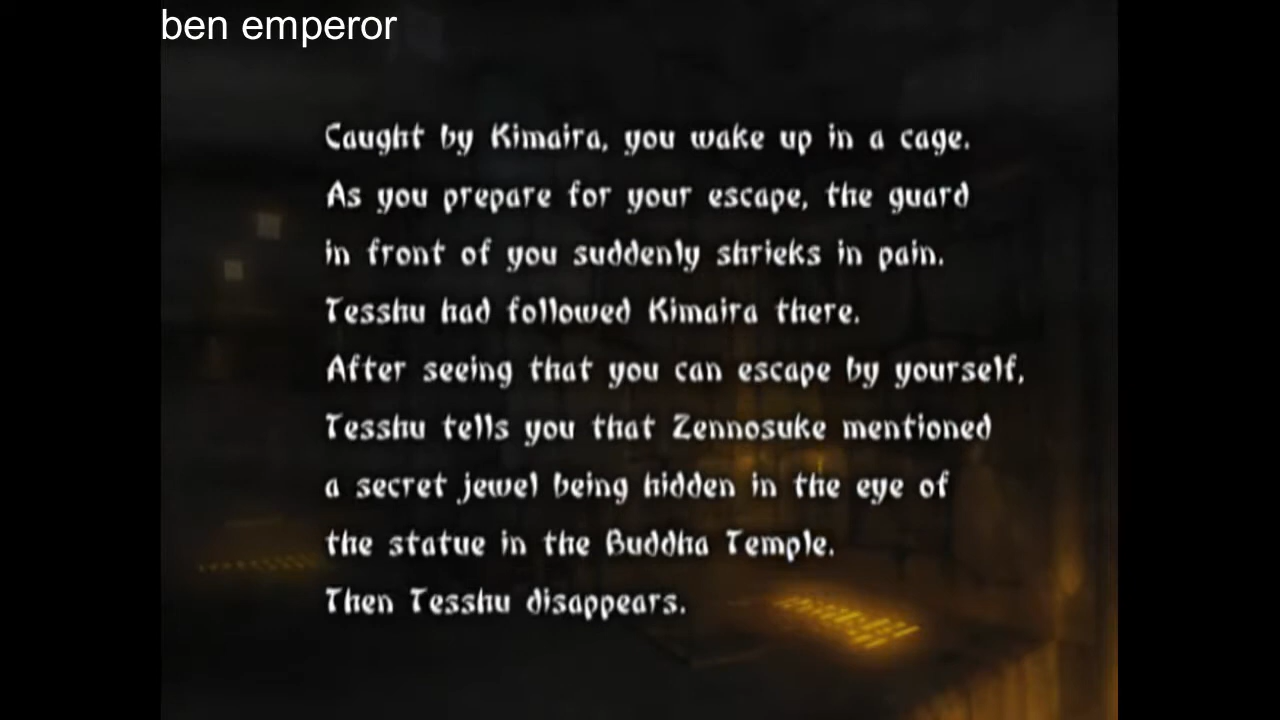 ben emperor
Caught by Kimaira, you wake up in a cage.
As you prepare for your escape, the guard
in front of you suddenly shrieks in pain.
Tesshu had followed Kimaira there.
After seeing that you can escape by yourself,
Tesshu tells you that Zennosuke mentioned
a secret jewel being hidden in the eye of
the statue in the Buddha Temple.
Then Tesshu disappears.